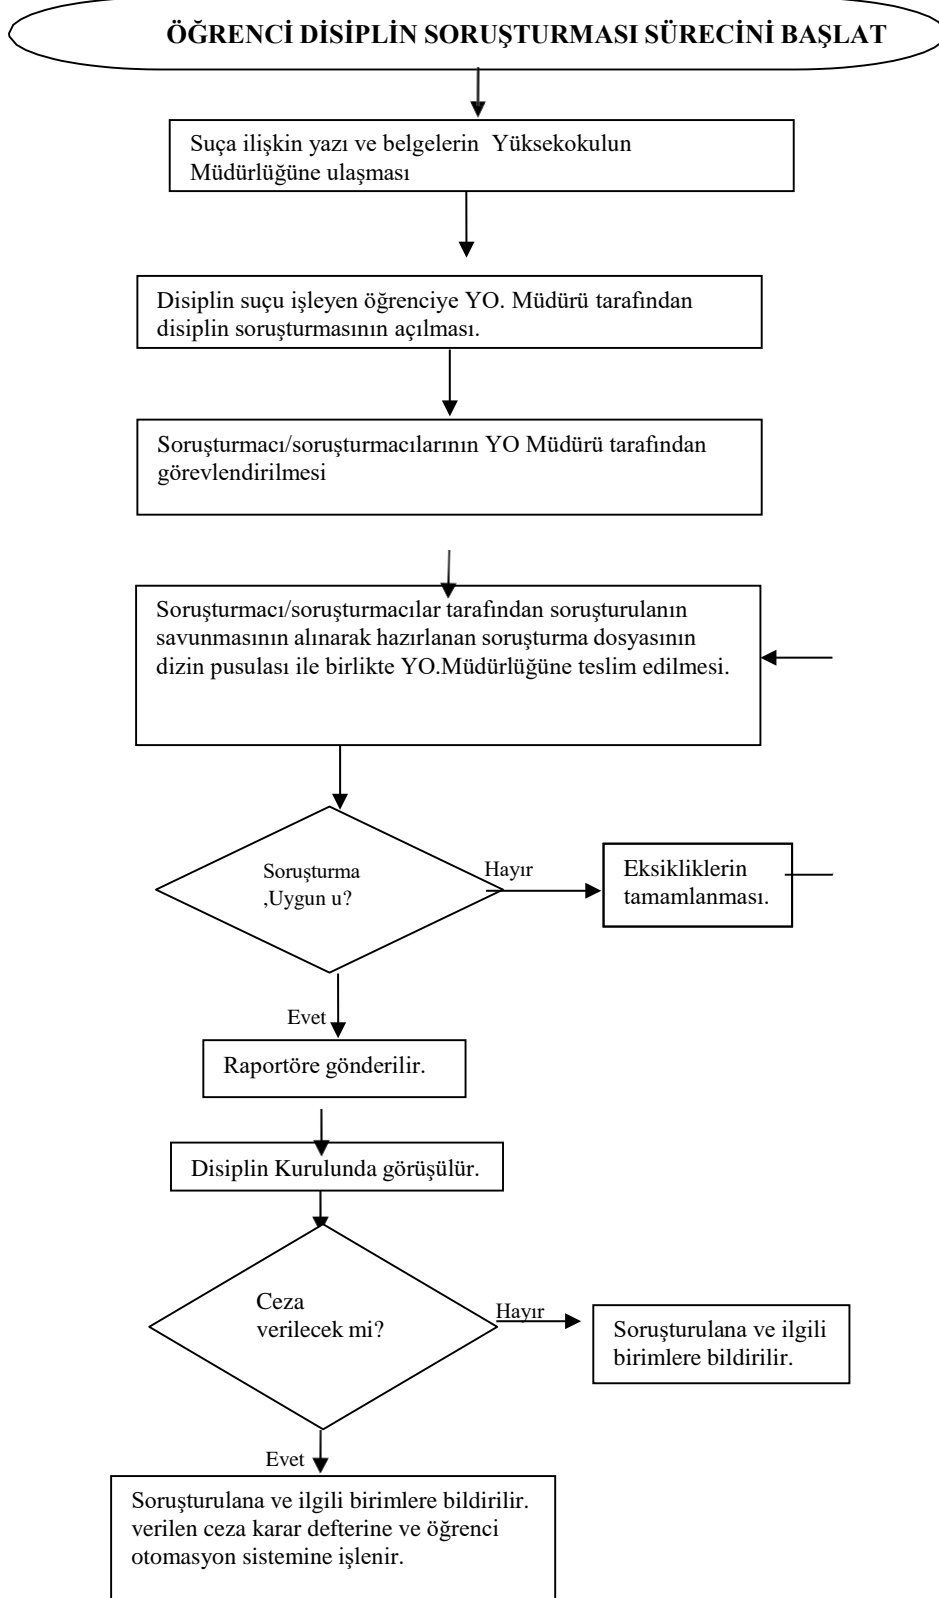 ÖĞRENCİ DİSİPLİN SORUŞTURMASI SÜRECİNİ BAŞLAT
Suça ilişkin yazı ve belgelerin Yüksekokulun
Müdürlüğüne ulaşması
Disiplin suçu işleyen öğrenciye YO. Müdürü tarafından
disiplin soruşturmasının açılması.
Soruşturmacı/soruşturmacılarının YO Müdürü tarafından
görevlendirilmesi
Soruşturmacı/soruşturmacılar tarafından soruşturulanın
savunmasının alınarak hazırlanan soruşturma dosyasının
dizin pusulası ile birlikte YO.Müdürlüğüne teslim edilmesi.
Soruşturma
,Uygun u?
Hayır
Eksikliklerin
tamamlanması.
Evet
Raportöre gönderilir.
Disiplin Kurulunda görüşülür.
Ceza
verilecek mi?
Hayır
Soruşturulana ve ilgili
birimlere bildirilir.
Evet
Soruşturulana ve ilgili birimlere bildirilir.
verilen ceza karar defterine ve öğrenci
otomasyon sistemine işlenir.